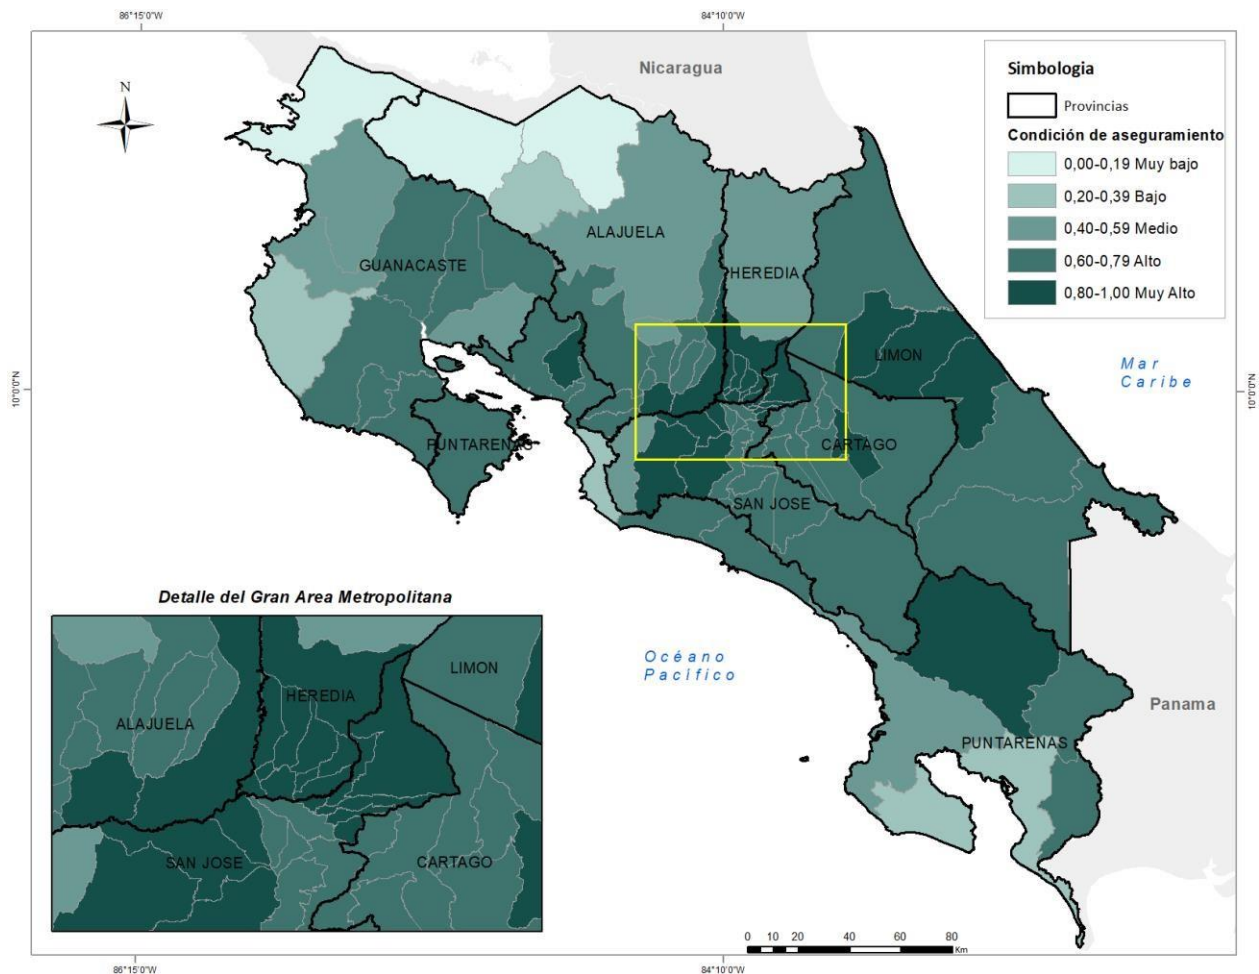 86°15'0"W
84°10'0"W
Nicaragua
N
Simbologia
Provincias
Condición de aseguramiento
0,00-0,19 Muy bajo
0,20-0,39 Bajo
0,40-0,59 Medio
0,60-0,79 Alto
0,80-1,00 Muy Alto
ALAJUELA
GUANACASTE
HEREDIA
LIMON
Mar
Caribe
10°0'0"N
10°0'0"N
PUNTARENAS
CARTAGO
SAN JOSE
Detalle del Gran Area Metropolitana
Océano
Pacífico
LIMON
HEREDIA
ALAJUELA
Panama
PUNTARENAS
SAN JOSE
CARTAGO
0 10 20 40 60 80
Km
86°15'0"W
84°10'0"W